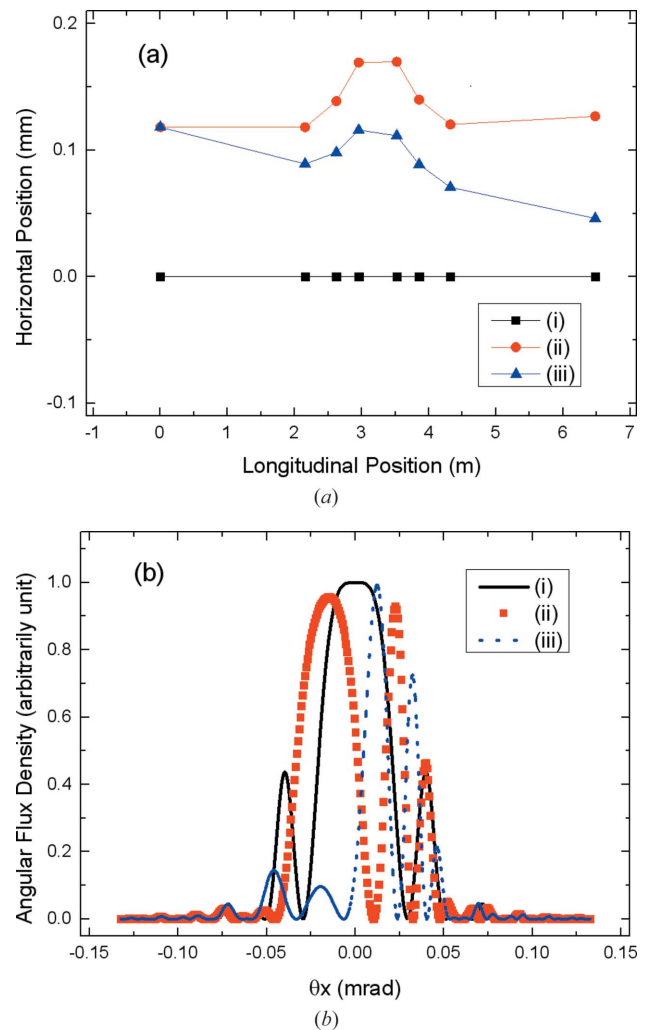 (a)
0.2
0.1
0.0
-0.1
Horizontal Position (mm)
(i)
(ii)
(iii)
-1 0 1 2 3 4 5 6 7
Longitudinal Position (m)
(a)
(b)
1.0
0.8
0.6
0.4
0.2
0.0
Angular Flux Density (arbitrarily unit)
(i)
(ii)
(iii)
-0.15 -0.10 -0.05 0.00 0.05 0.10 0.15
θx (mrad)
(b)